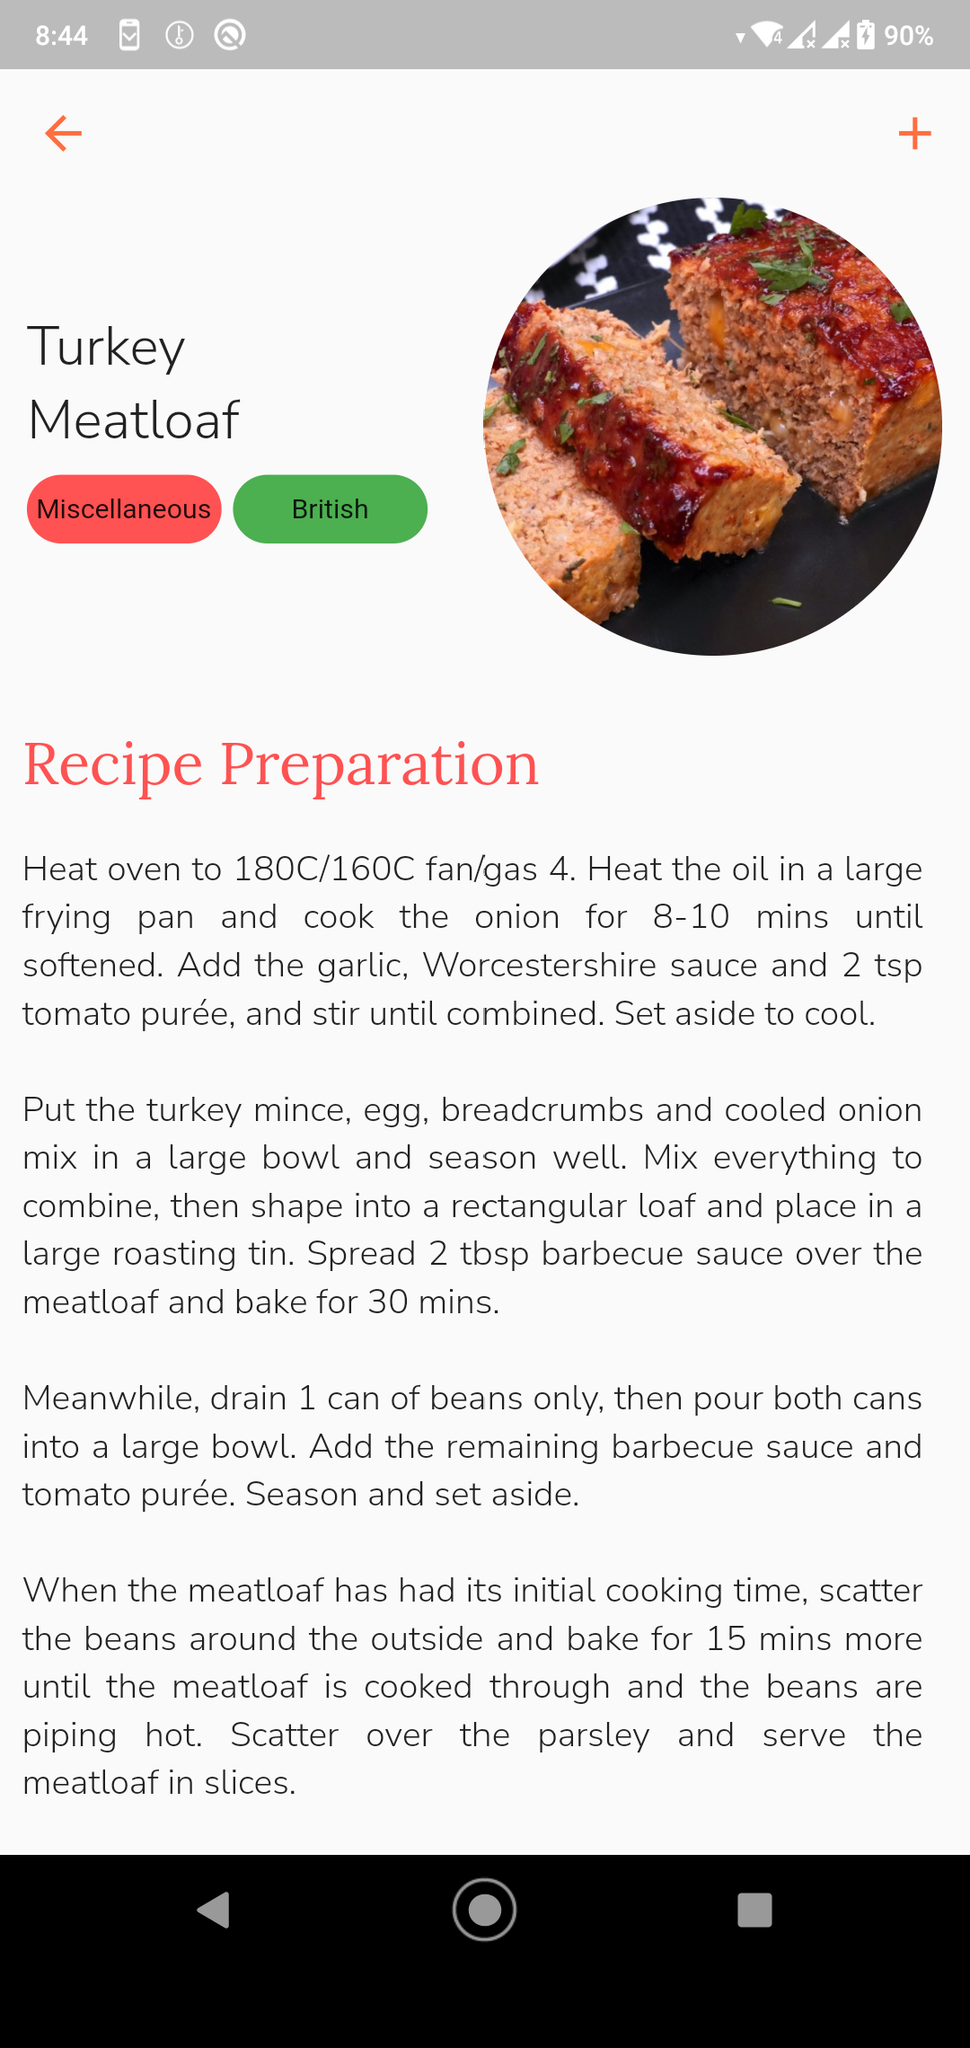 8:44
4
90%
Turkey
Meatloaf
Miscellaneous
British
Recipe Preparation
Heat oven to 180C/160C fan/gas 4. Heat the oil in a large
frying pan and cook the onion for 8-10 mins until
softened. Add the garlic, Worcestershire sauce and 2 tsp
tomato purée, and stir until combined. Set aside to cool.
Put the turkey mince, egg, breadcrumbs and cooled onion
mix in a large bowl and season well. Mix everything to
combine, then shape into a rectangular loaf and place in a
large roasting tin. Spread 2 tbsp barbecue sauce over the
meatloaf and bake for 30 mins.
Meanwhile, drain 1 can of beans only, then pour both cans
into a large bowl. Add the remaining barbecue sauce and
tomato purée. Season and set aside.
When the meatloaf has had its initial cooking time, scatter
the beans around the outside and bake for 15 mins more
until the meatloaf is cooked through and the beans are
piping hot. Scatter over the parsley and serve the
meatloaf in slices.